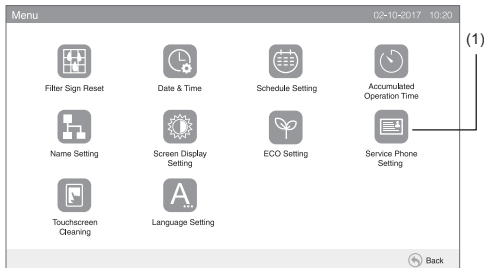 Menu 02-10-2017 10:20
(1)
Filter Sign Reset
Date & Time
Schedule Setting
Accumulated
Operation Time
Name Setting
Screen Display
Setting
ECO Setting
Service Phone
Setting
Touchscreen
Cleaning
A...
Language Setting
Back